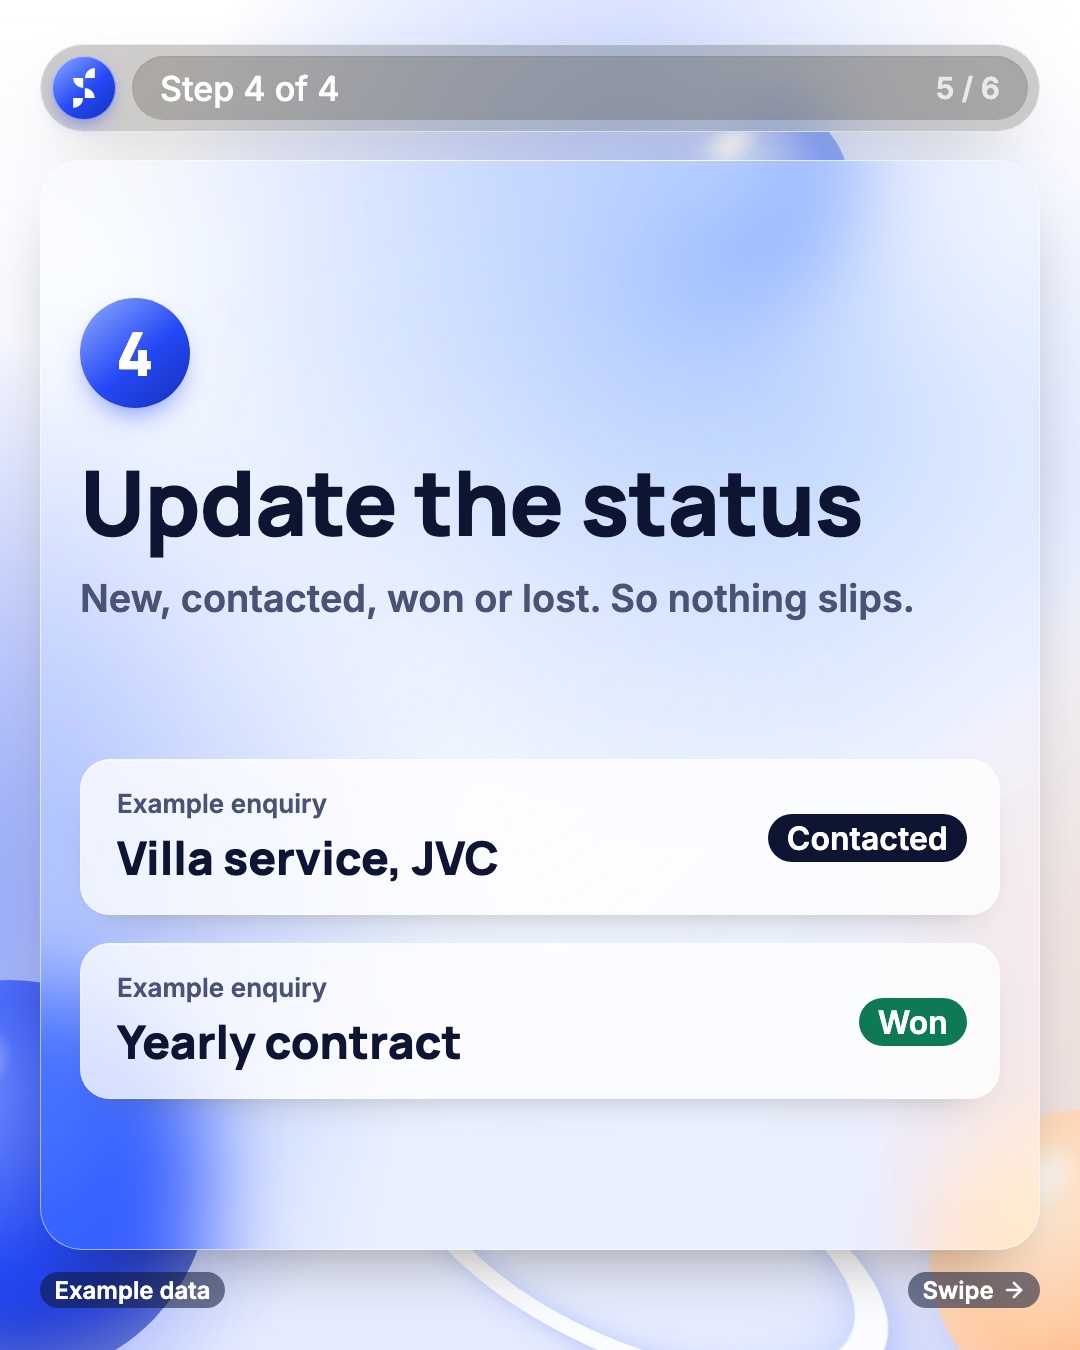 Step 4 of 4
5 / 6
4
Update the status
New, contacted, won or lost. So nothing slips.
Example enquiry
Villa service, JVC
Contacted
Example enquiry
Yearly contract
Won
Example data
Swipe →